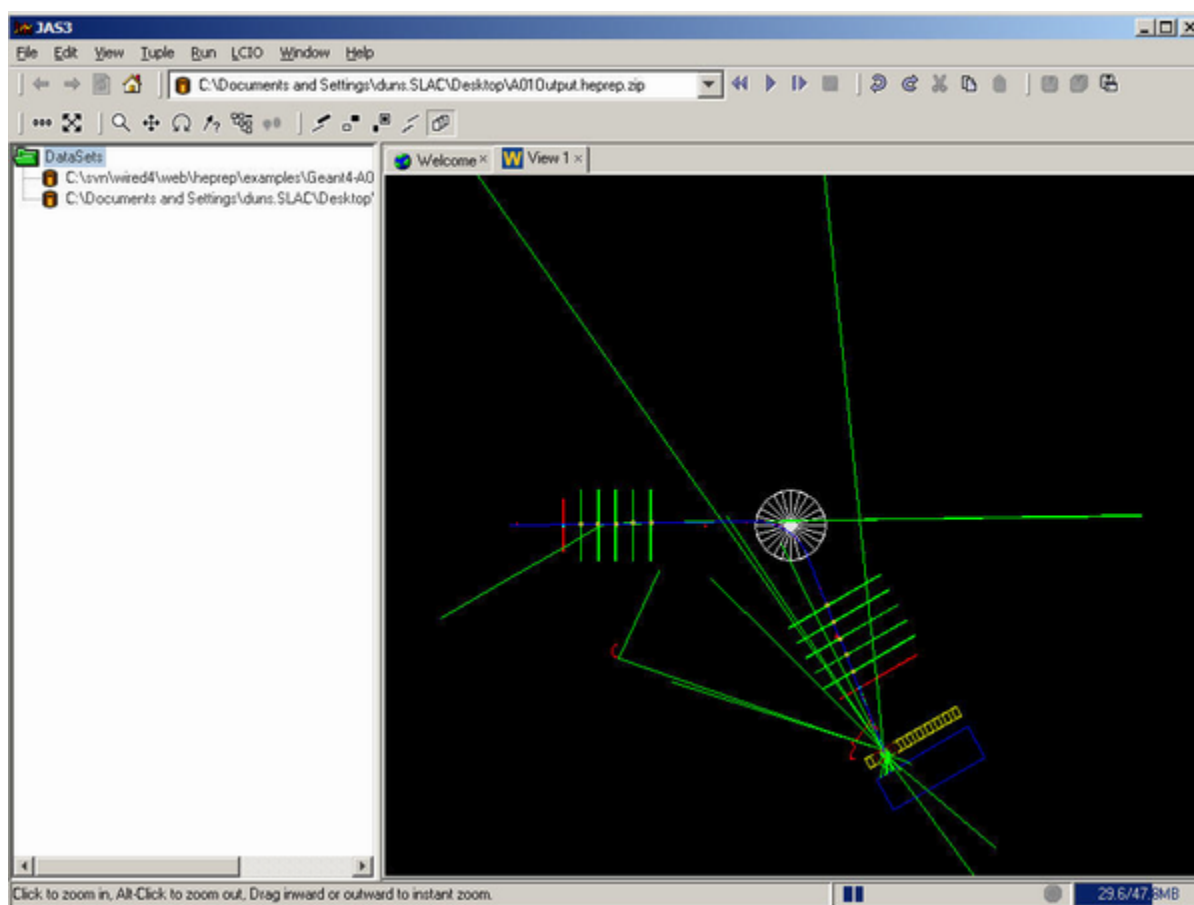 JAS3
File Edit View Tuple Run LCIO Window Help
C:\Documents and Settings\duns.SLAC\Desktop\A01Output.heprep.zip
DataSets
Welcome × W View 1 ×
C:\svn\wired4\web\heprep\examples\Geant4-A0
C:\Documents and Settings\duns.SLAC\Desktop\
Click to zoom in, Alt-Click to zoom out, Drag inward or outward to instant zoom.
29.6/47.8MB